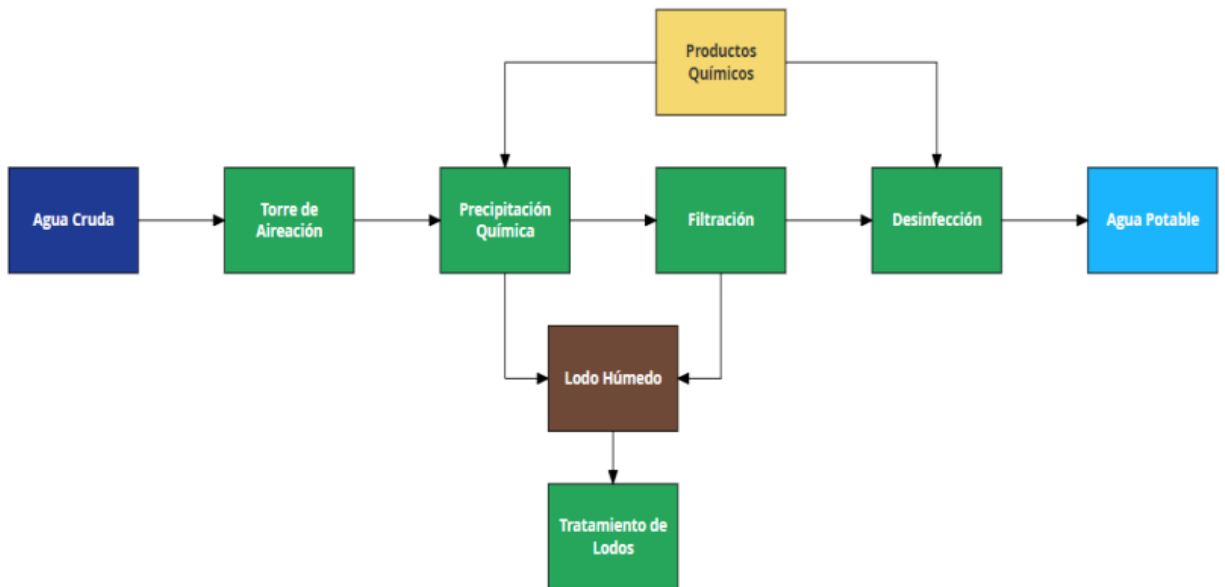 Productos
Químicos
Agua Cruda
Torre de
Aireación
Precipitación
Química
Filtración
Desinfección
Agua Potable
Lodo Húmedo
Tratamiento de
Lodos